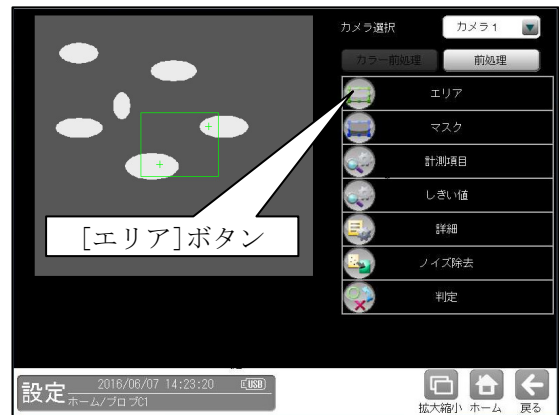 カメラ選択
カメラ1
カラー前処理
前処理
エリア
マスク
計測項目
しきい値
詳細
ノイズ除去
判定
[エリア]ボタン
設定
2016/06/07 14:23:20
USB
ホーム/ブロブC1
拡大縮小
ホーム
戻る